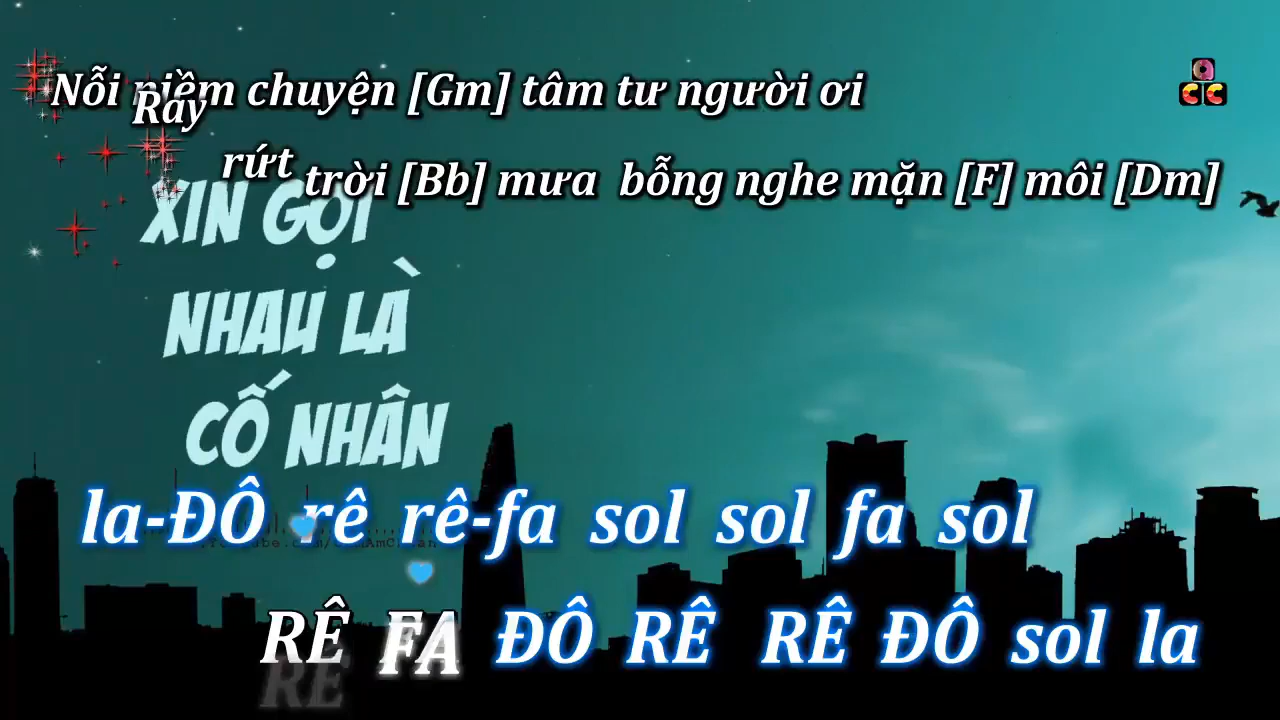 Nỗi niềm chuyện [Gm] tâm tư người ơi
Ray rứt trời [Bb] mưa bỗng nghe mặn [F] môi [Dm]
XIN GỌI
NHAU LÀ
CỐ NHÂN
la-ĐÔ rê rê-fa sol sol fa sol
RÊ FA ĐÔ RÊ RÊ ĐÔ sol la